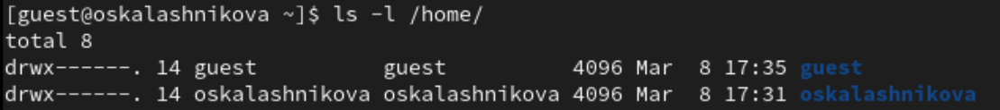 [guest@oskalashnikova ~]$ ls -l /home/
total 8
drwx------. 14 guest          guest          4096 Mar  8 17:35 guest
drwx------. 14 oskalashnikova oskalashnikova 4096 Mar  8 17:31 oskalashnikova